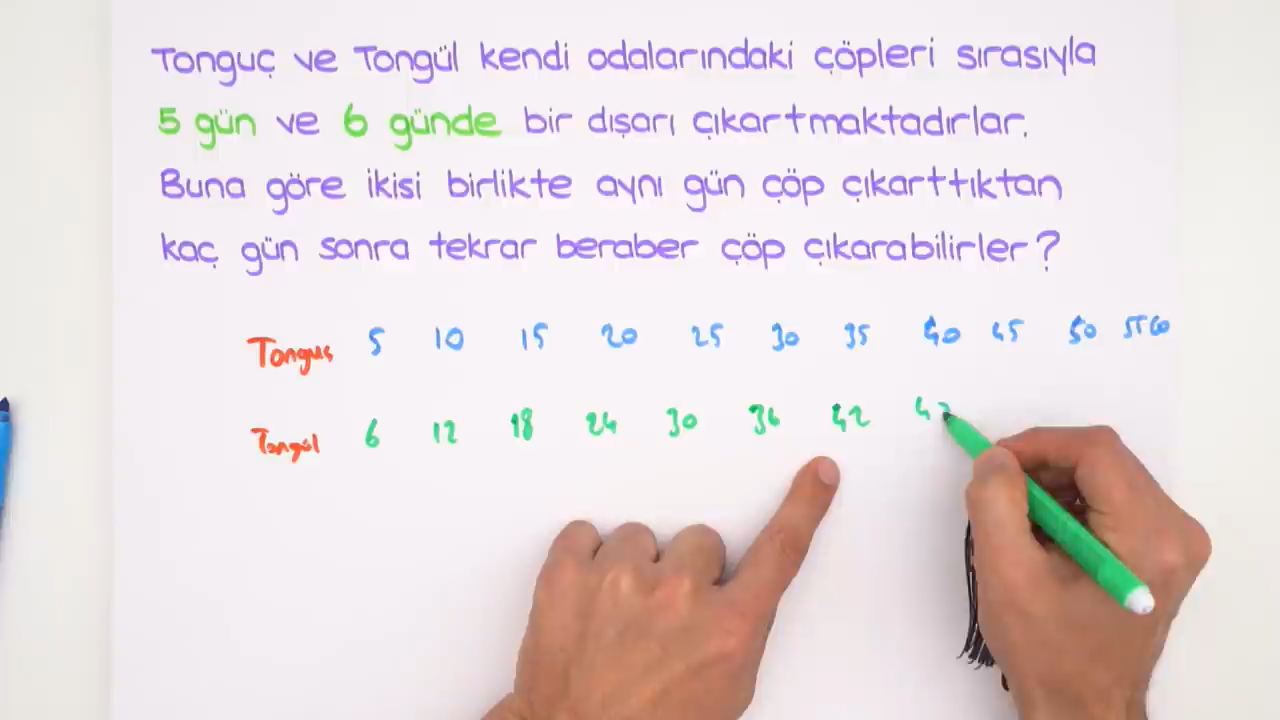 Tonguç ve Tongül kendi odalarındaki çöpleri sırasıyla
5 gün ve 6 günde bir dışarı çıkartmaktadırlar.
Buna göre ikisi birlikte aynı gün çöp çıkarttıktan
kaç gün sonra tekrar beraber çöp çıkarabilirler?
Tonguç 5 10 15 20 25 30 35 40 45 50 55 60
Tongül 6 12 18 24 30 36 42